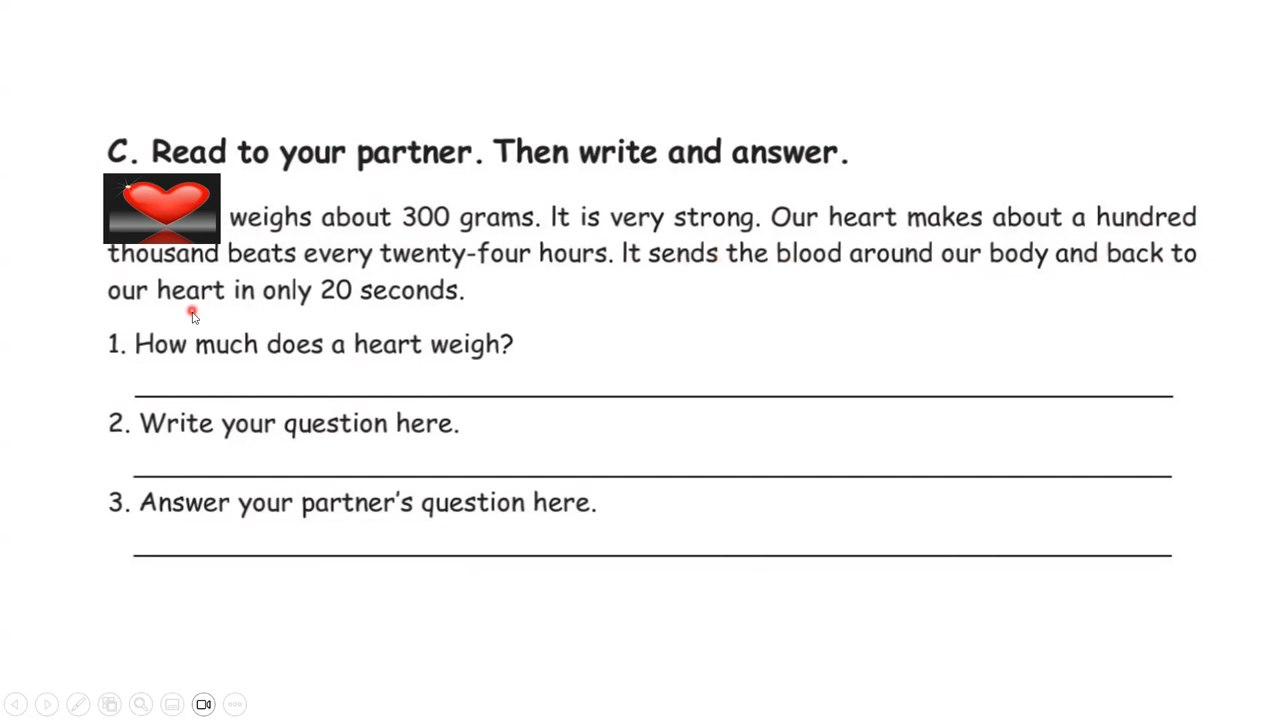 C. Read to your partner. Then write and answer.
weighs about 300 grams. It is very strong. Our heart makes about a hundred
thousand beats every twenty-four hours. It sends the blood around our body and back to
our heart in only 20 seconds.
1. How much does a heart weigh?
2. Write your question here.
3. Answer your partner's question here.